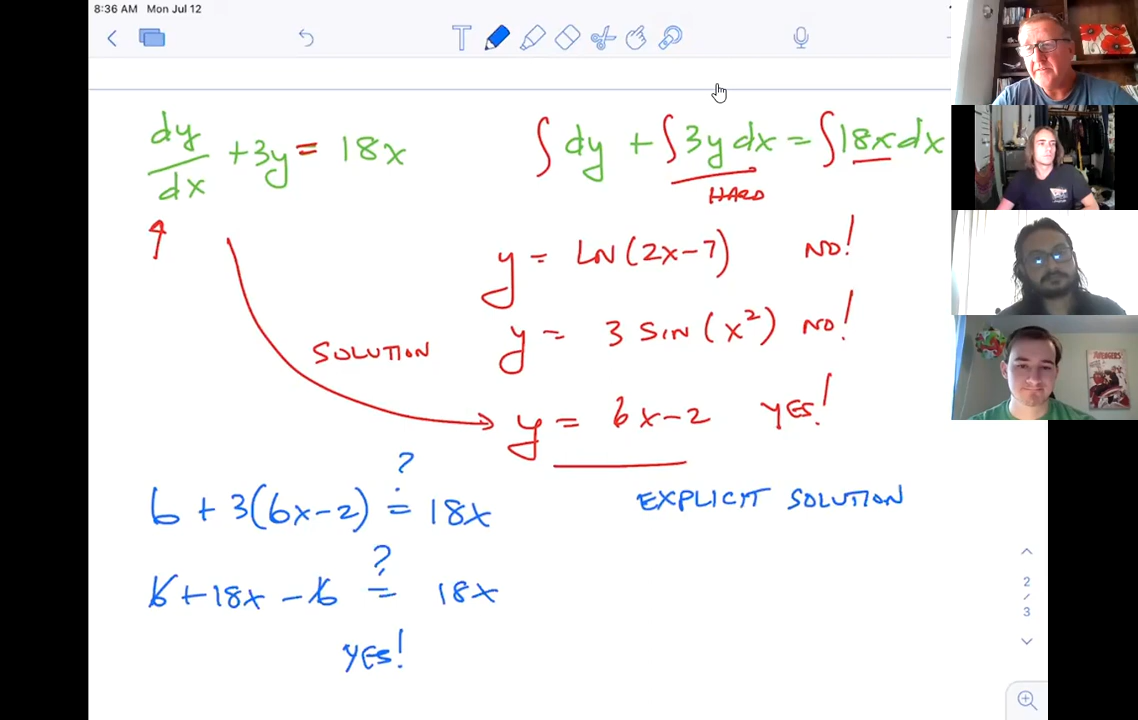 8:36 AM Mon Jul 12
dy/dx + 3y = 18x
∫ dy + ∫ 3y dx = ∫ 18x dx
HARD
y = LN(2x-7) NO!
y = 3 SIN(x²) NO!
SOLUTION
y = 6x-2 YES!
6 + 3(6x-2) ?= 18x
EXPLICIT SOLUTION
6 + 18x - 6 ?= 18x
YES!
2
/
3
AVENGERS